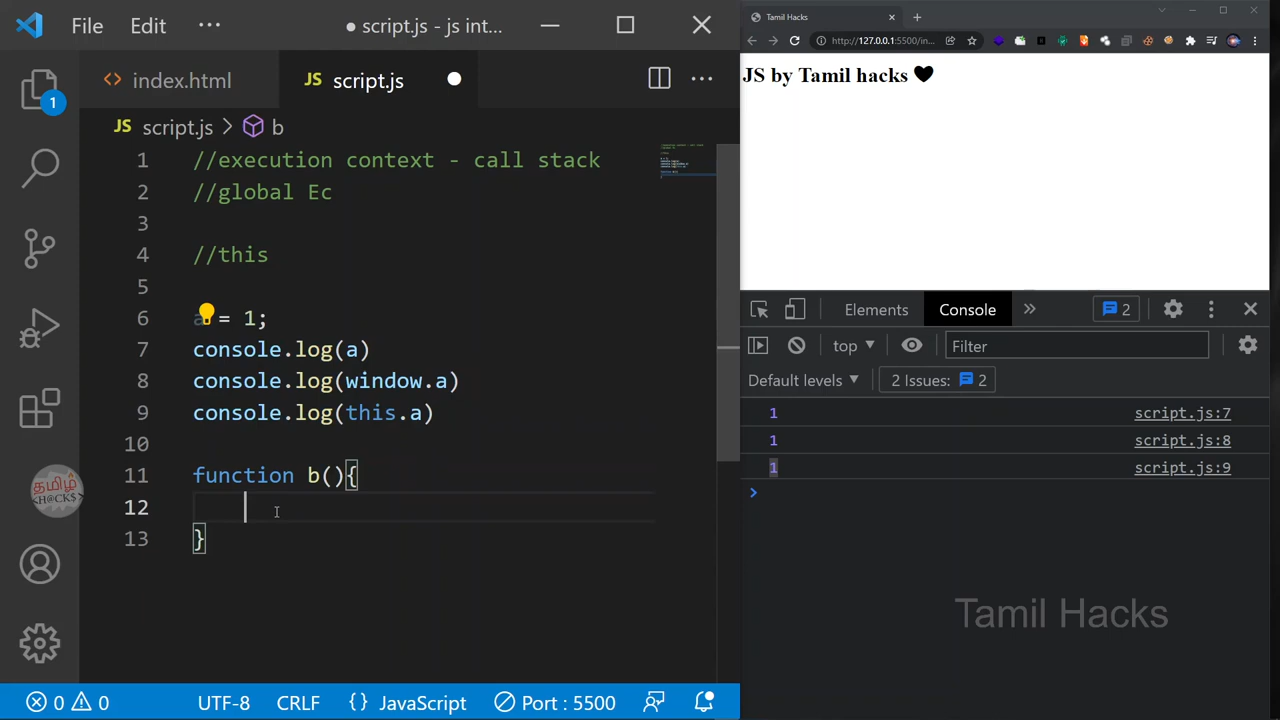 File Edit ··· ● script.js - js int...
index.html JS script.js ● ···
JS script.js > b
1 //execution context - call stack
2 //global Ec
3
4 //this
5
6 a = 1;
7 console.log(a)
8 console.log(window.a)
9 console.log(this.a)
10
11 function b(){
12
13 }
1
தமிழ்
<H@CK$>
0 0 UTF-8 CRLF {} JavaScript Port : 5500
Tamil Hacks
http://127.0.0.1:5500/in...
JS by Tamil hacks 🖤
Elements Console » 2
top Filter
Default levels 2 Issues: 2
1 script.js:7
1 script.js:8
1 script.js:9
>
Tamil Hacks